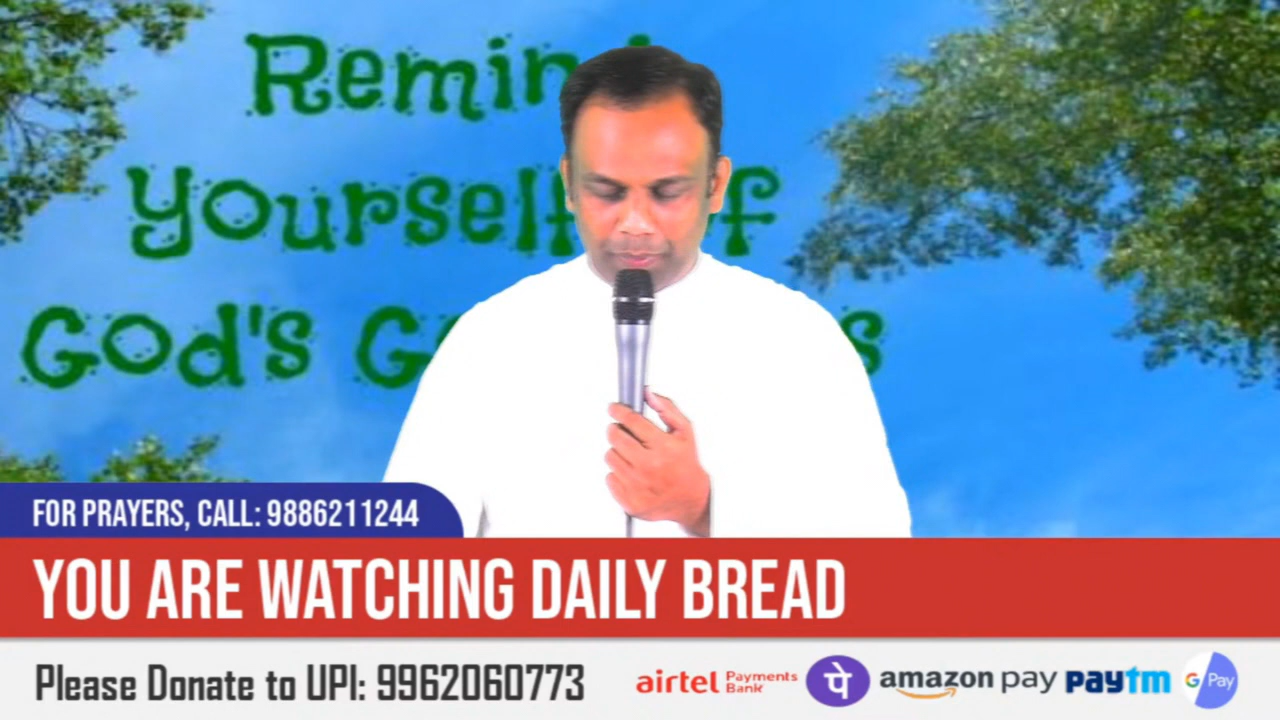 Remin
Yourself f
God's G s
FOR PRAYERS, CALL: 9886211244
YOU ARE WATCHING DAILY BREAD
Please Donate to UPI: 9962060773
airtel Payments Bank
पे
amazon pay
paytm
G Pay